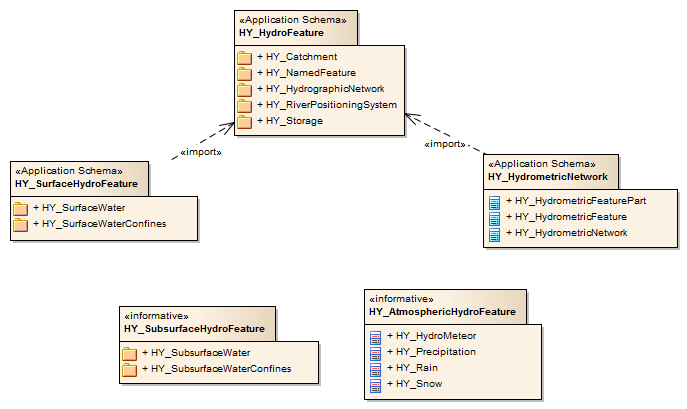 «Application Schema»
HY_HydroFeature
+ HY_Catchment
+ HY_NamedFeature
+ HY_HydrographicNetwork
+ HY_RiverPositioningSystem
+ HY_Storage
«import»
«import»
«Application Schema»
HY_SurfaceHydroFeature
+ HY_SurfaceWater
+ HY_SurfaceWaterConfines
«Application Schema»
HY_HydrometricNetwork
+ HY_HydrometricFeaturePart
+ HY_HydrometricFeature
+ HY_HydrometricNetwork
«informative»
HY_SubsurfaceHydroFeature
+ HY_SubsurfaceWater
+ HY_SubsurfaceWaterConfines
«informative»
HY_AtmosphericHydroFeature
+ HY_HydroMeteor
+ HY_Precipitation
+ HY_Rain
+ HY_Snow